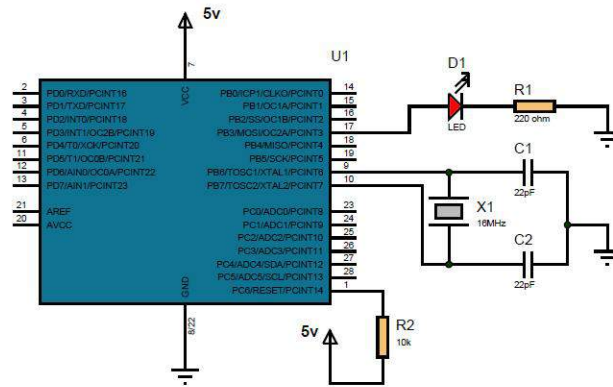 5v
U1
7
VCC
2 PD0/RXD/PCINT16
3 PD1/TXD/PCINT17
4 PD2/INT0/PCINT18
5 PD3/INT1/OC2B/PCINT19
6 PD4/T0/XCK/PCINT20
11 PD5/T1/OC0B/PCINT21
12 PD6/AIN0/OC0A/PCINT22
13 PD7/AIN1/PCINT23
21 AREF
20 AVCC
PB0/ICP1/CLKO/PCINT0 14
PB1/OC1A/PCINT1 15
PB2/SS/OC1B/PCINT2 16
PB3/MOSI/OC2A/PCINT3 17
PB4/MISO/PCINT4 18
PB5/SCK/PCINT5 19
PB6/TOSC1/XTAL1/PCINT6 9
PB7/TOSC2/XTAL2/PCINT7 10
PC0/ADC0/PCINT8 23
PC1/ADC1/PCINT9 24
PC2/ADC2/PCINT10 25
PC3/ADC3/PCINT11 26
PC4/ADC4/SDA/PCINT12 27
PC5/ADC5/SCL/PCINT13 28
PC6/RESET/PCINT14 1
GND
8/22
D1
LED
R1
220 ohm
C1
22pF
X1
16MHz
C2
22pF
5v
R2
10k